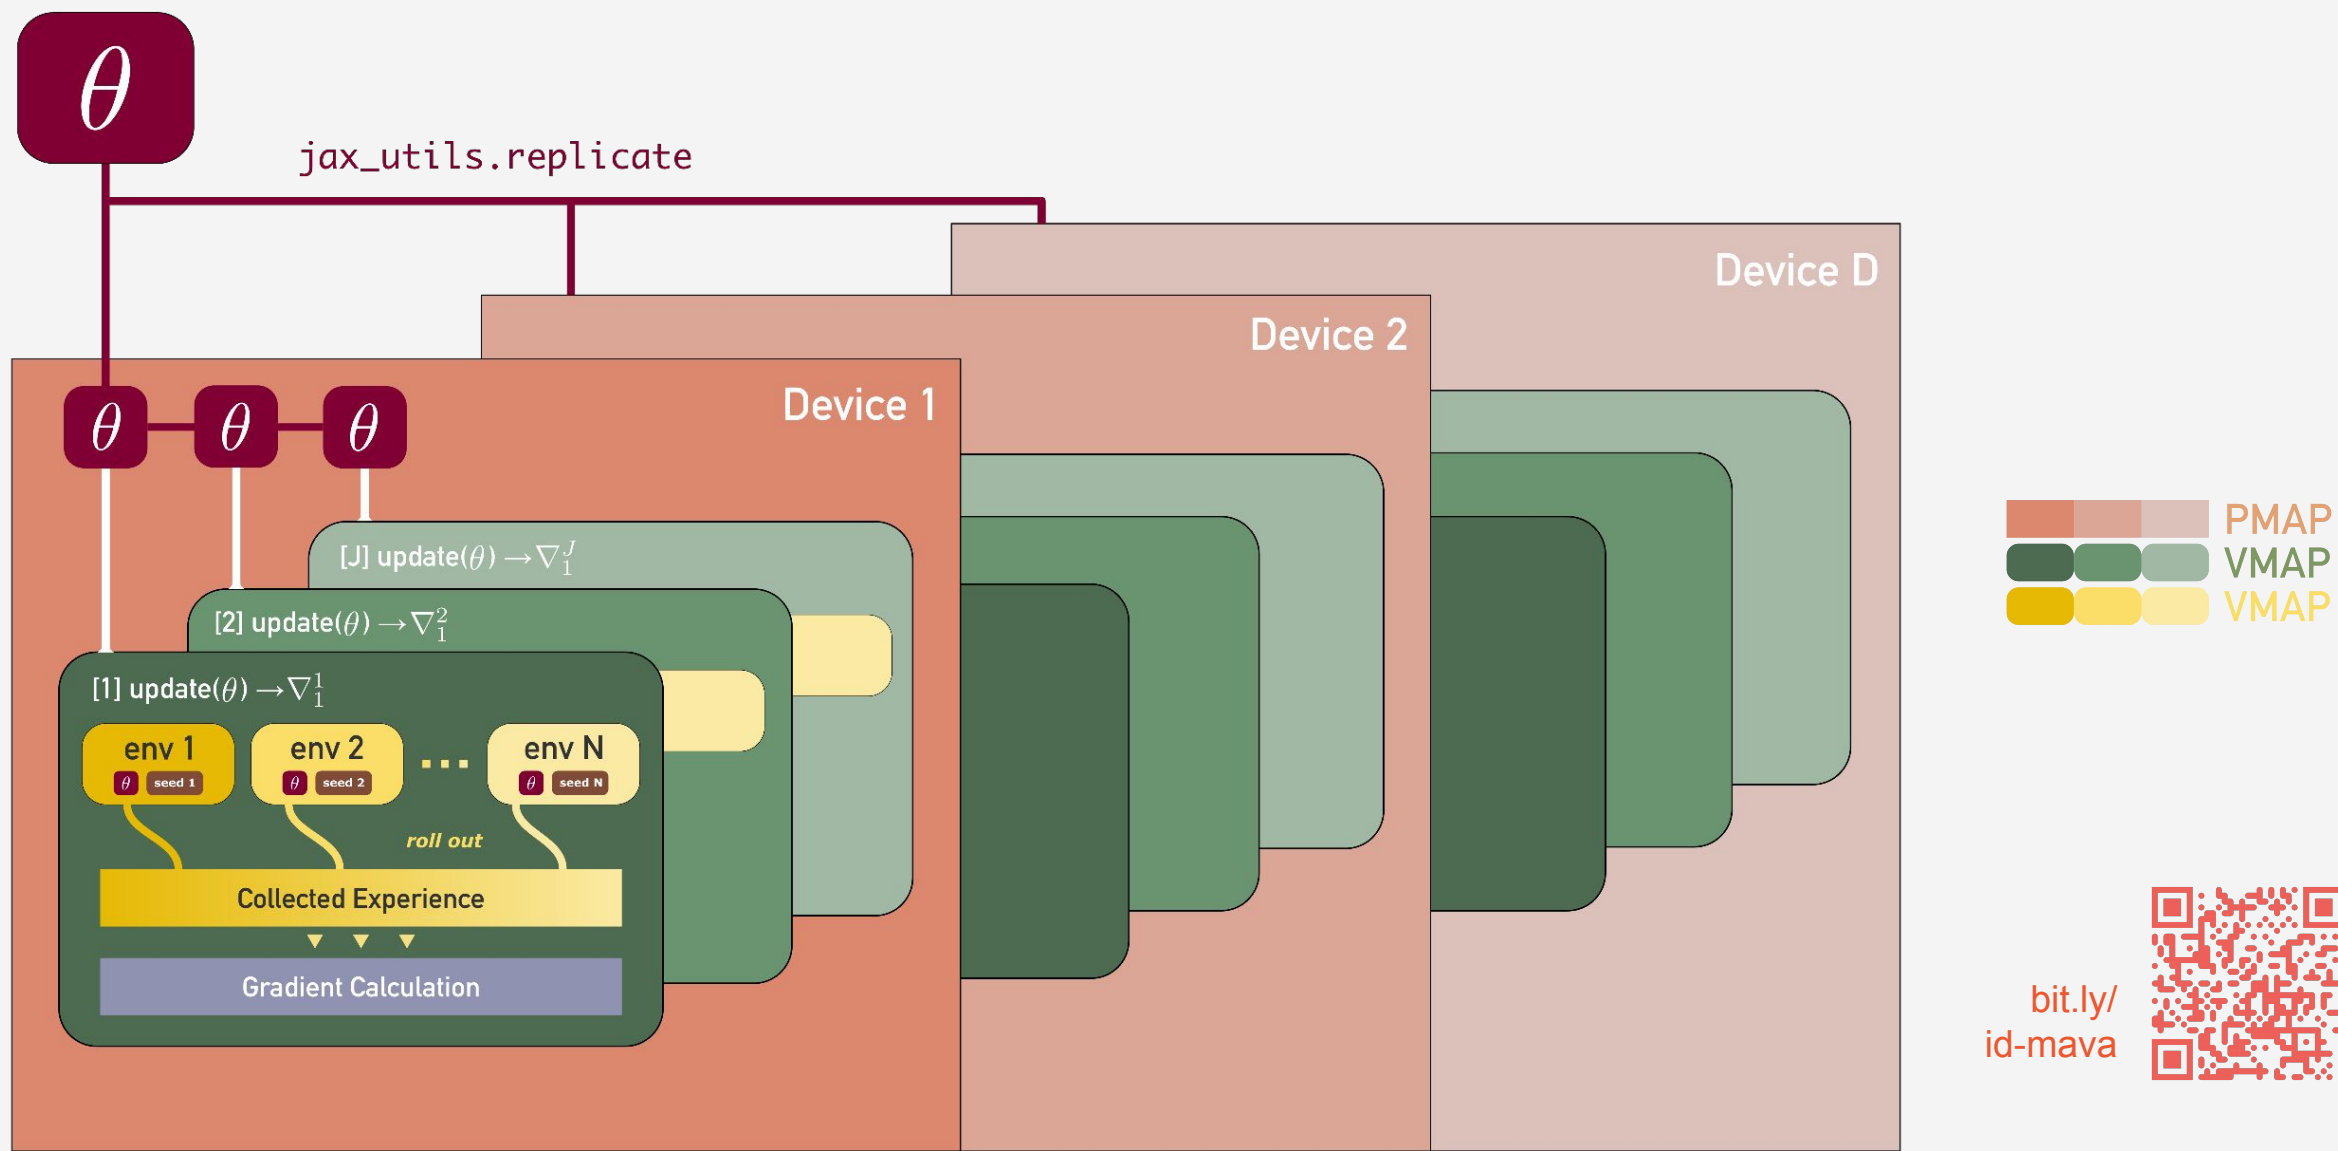 θ
jax_utils.replicate
Device D
Device 2
Device 1
θ θ θ
[J] update(θ) → ∇₁ᴶ
[2] update(θ) → ∇₁²
[1] update(θ) → ∇₁¹
env 1 env 2 ... env N
θ seed 1 θ seed 2 θ seed N
roll out
Collected Experience
Gradient Calculation
PMAP
VMAP
VMAP
bit.ly/
id-mava